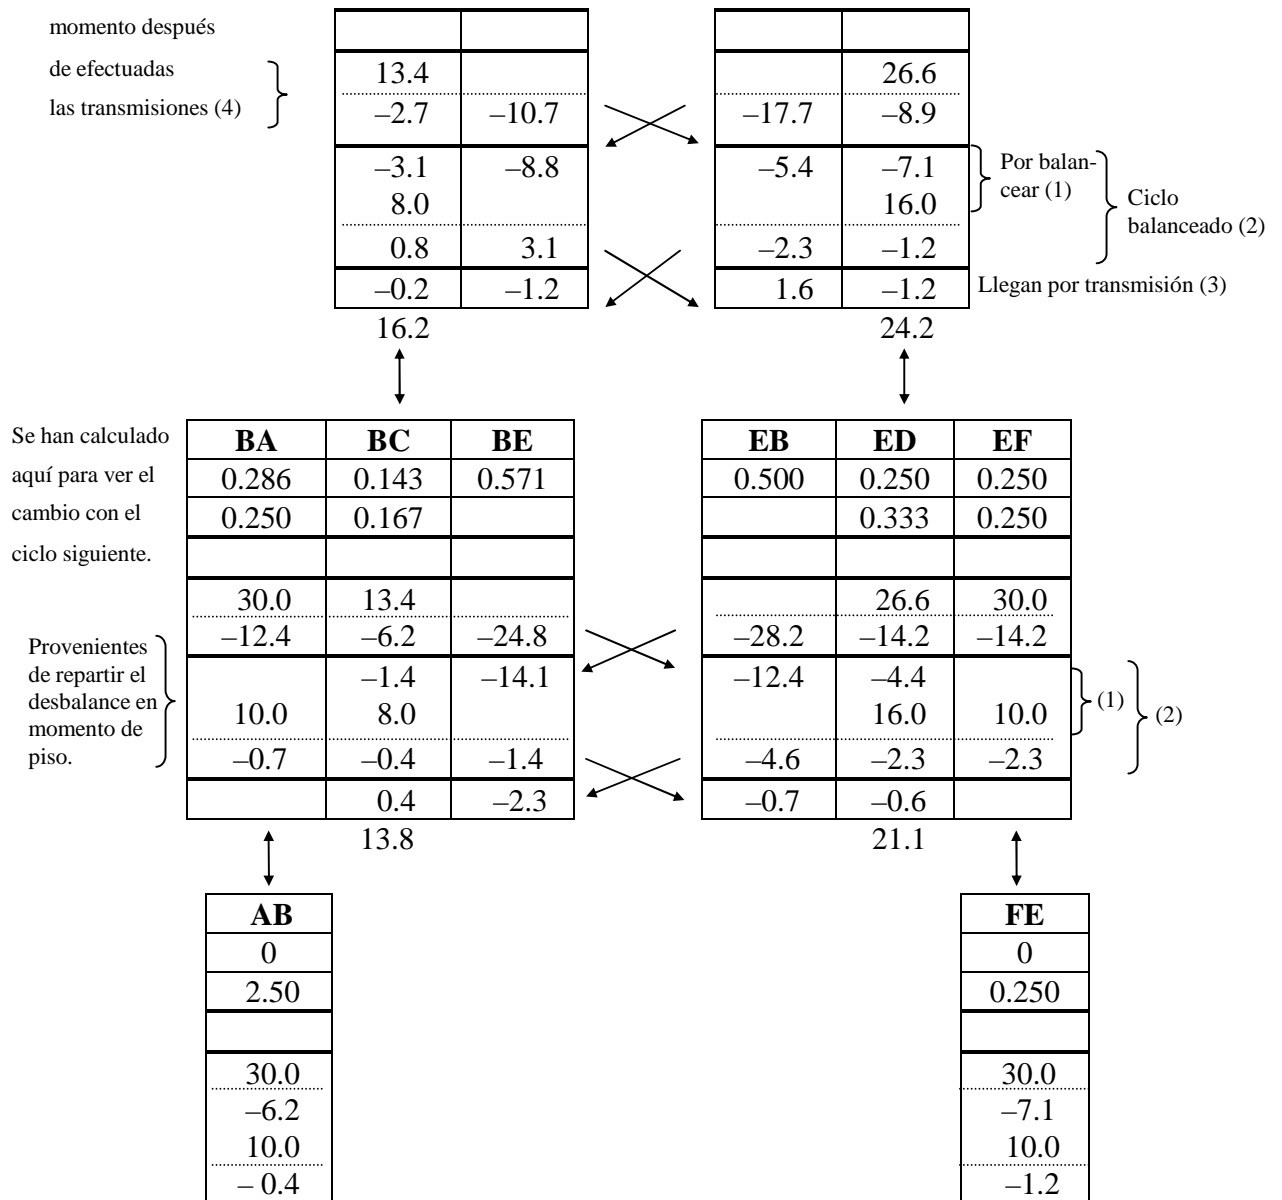 momento después
de efectuadas
las transmisiones (4)
13.4 26.6
–2.7 –10.7 –17.7 –8.9
–3.1 –8.8 –5.4 –7.1
8.0 16.0
0.8 3.1 –2.3 –1.2
–0.2 –1.2 1.6 –1.2
Por balan-
cear (1)
Ciclo
balanceado (2)
Llegan por transmisión (3)
16.2 24.2
Se han calculado
aquí para ver el
cambio con el
ciclo siguiente.
BA BC BE EB ED EF
0.286 0.143 0.571 0.500 0.250 0.250
0.250 0.167 0.333 0.250
30.0 13.4 26.6 30.0
–12.4 –6.2 –24.8 –28.2 –14.2 –14.2
Provenientes
de repartir el
desbalance en
momento de
piso.
–1.4 –14.1 –12.4 –4.4
10.0 8.0 16.0 10.0
–0.7 –0.4 –1.4 –4.6 –2.3 –2.3
0.4 –2.3 –0.7 –0.6
(1)
(2)
13.8 21.1
AB FE
0 0
2.50 0.250
30.0 30.0
–6.2 –7.1
10.0 10.0
– 0.4 –1.2